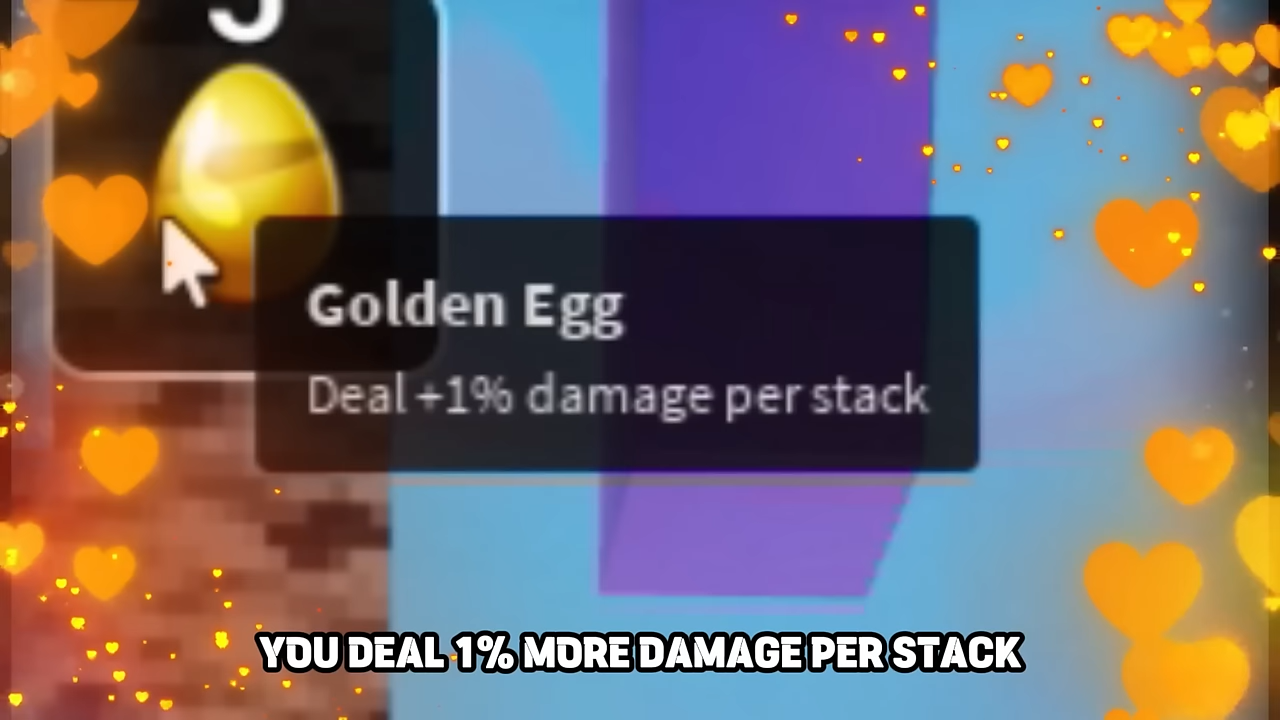 Golden Egg
Deal +1% damage per stack
YOU DEAL 1% MORE DAMAGE PER STACK